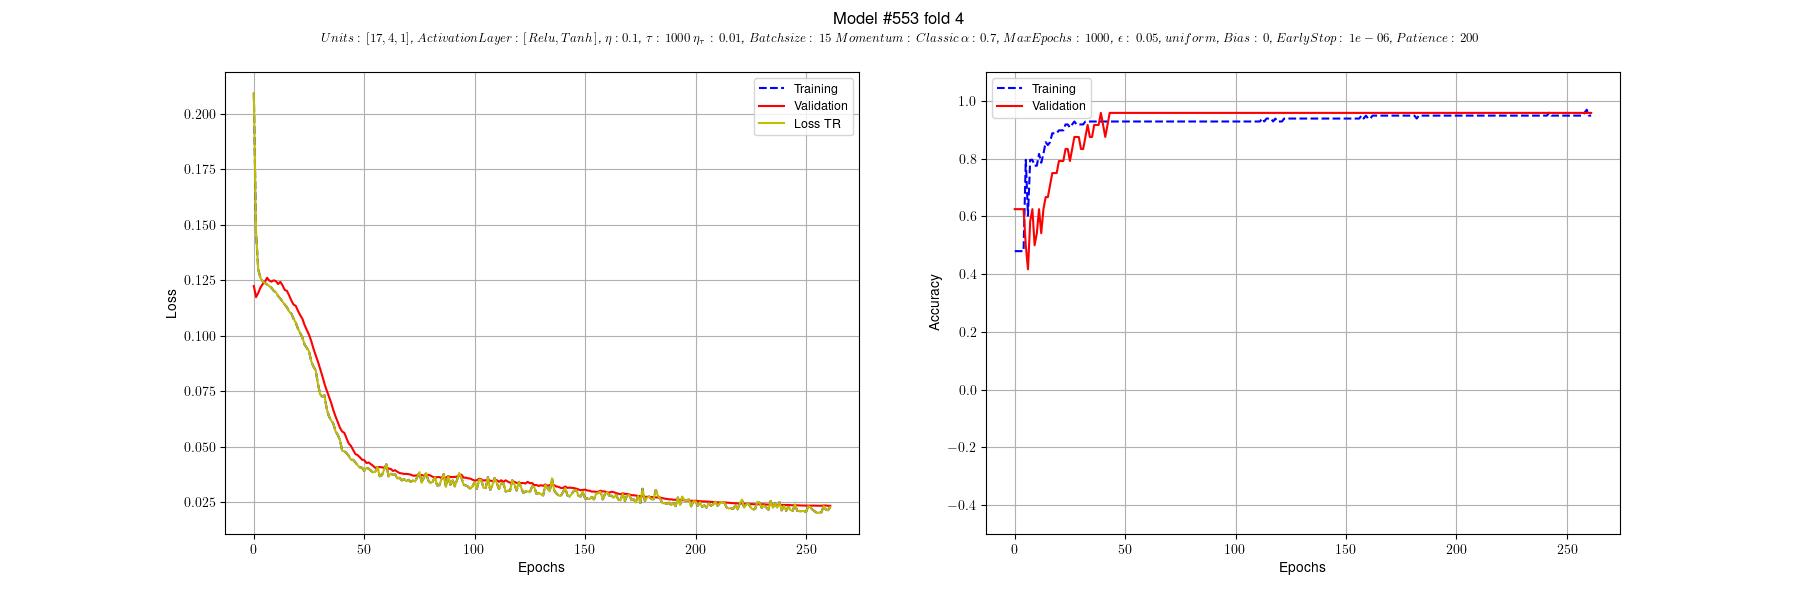 Model #553 fold 4
Units : [17, 4, 1], ActivationLayer : [Relu, Tanh], η : 0.1, τ : 1000 η_τ : 0.01, Batchsize : 15 Momentum : Classic α : 0.7, MaxEpochs : 1000, ϵ : 0.05, uniform, Bias : 0, EarlyStop : 1e − 06, Patience : 200
Training
Validation
Loss TR
0.200
0.175
0.150
0.125
0.100
0.075
0.050
0.025
Loss
0 50 100 150 200 250
Epochs
Training
Validation
1.0
0.8
0.6
0.4
0.2
0.0
−0.2
−0.4
Accuracy
0 50 100 150 200 250
Epochs